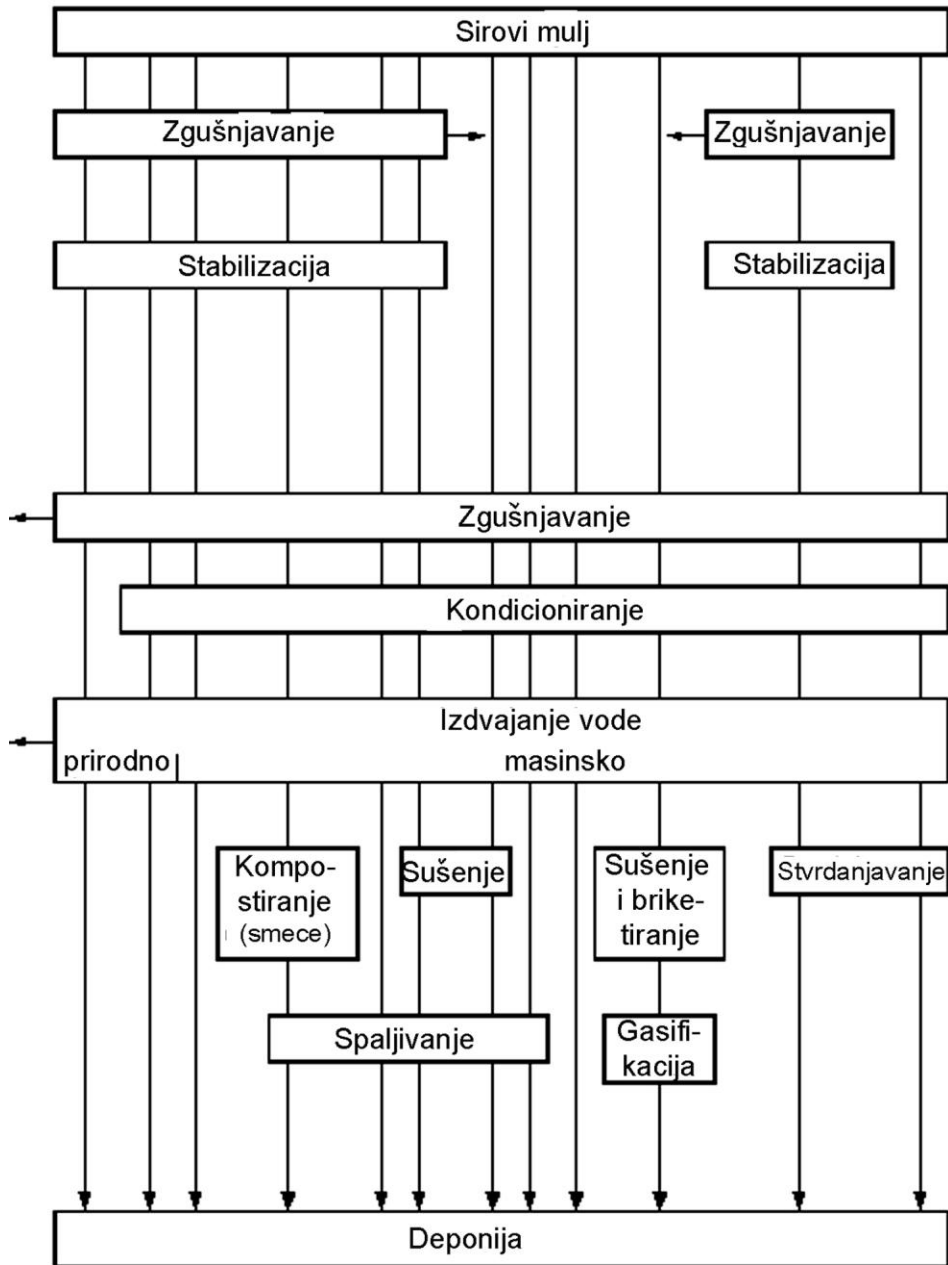 Sirovi mulj
Zgušnjavanje
Zgušnjavanje
Stabilizacija
Stabilizacija
Zgušnjavanje
Kondicioniranje
Izdvajanje vode
prirodno
masinsko
Kompo-
stiranje
(smece)
Sušenje
Sušenje
i brike-
tiranje
Stvrdanjavanje
Spaljivanje
Gasifi-
kacija
Deponija